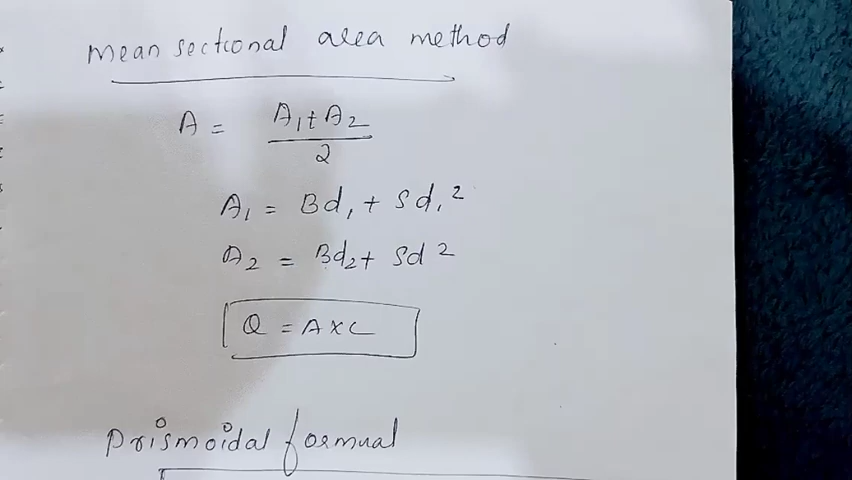 mean sectional area method
A = A₁+A₂ / 2
A₁ = Bd₁ + Sd₁²
A₂ = Bd₂ + Sd²
Q = A×L
Prismoidal formual